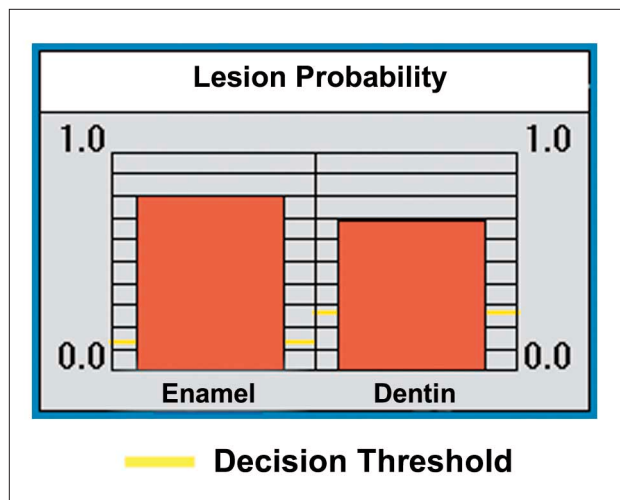 Lesion Probability
1.0 1.0
0.0 0.0
Enamel Dentin
Decision Threshold